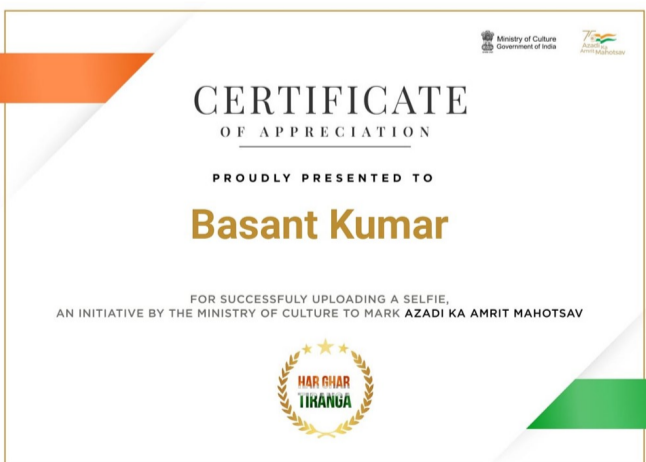 Ministry of Culture
Government of India
Azadi Ka
Amrit Mahotsav
CERTIFICATE
OF APPRECIATION
PROUDLY PRESENTED TO
Basant Kumar
FOR SUCCESSFULY UPLOADING A SELFIE,
AN INITIATIVE BY THE MINISTRY OF CULTURE TO MARK AZADI KA AMRIT MAHOTSAV
HAR GHAR
TIRANGA